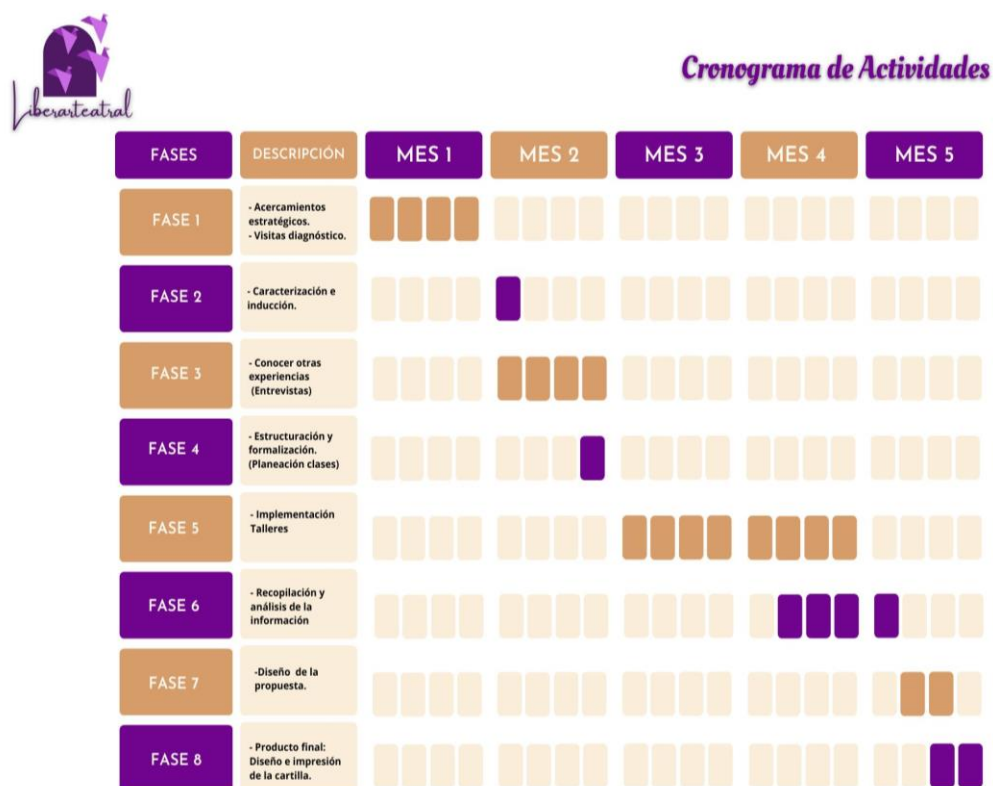 Liberarteatral
Cronograma de Actividades
FASES
DESCRIPCIÓN
MES 1
MES 2
MES 3
MES 4
MES 5
FASE 1
- Acercamientos
estratégicos.
- Visitas diagnóstico.
FASE 2
- Caracterización e
inducción.
FASE 3
- Conocer otras
experiencias
(Entrevistas)
FASE 4
- Estructuración y
formalización.
(Planeación clases)
FASE 5
- Implementación
Talleres
FASE 6
- Recopilación y
análisis de la
información
FASE 7
-Diseño de la
propuesta.
FASE 8
- Producto final:
Diseño e impresión
de la cartilla.